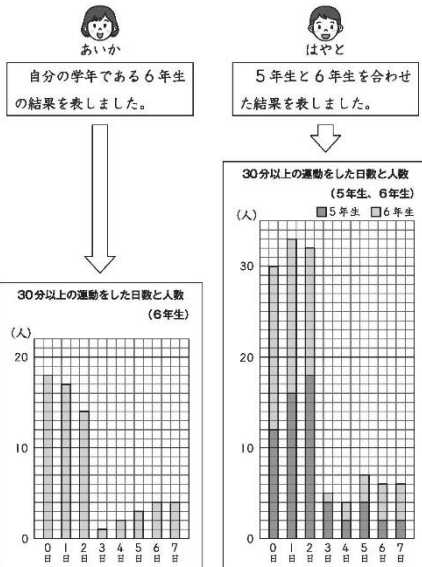 あいか
自分の学年である6年生
の結果を表しました。
はやと
5年生と6年生を合わせ
た結果を表しました。
30分以上の運動をした日数と人数
(5年生、6年生)
(人)
5年生 6年生
30
20
10
0
0日 1日 2日 3日 4日 5日 6日 7日
30分以上の運動をした日数と人数
(6年生)
(人)
20
10
0
0日 1日 2日 3日 4日 5日 6日 7日